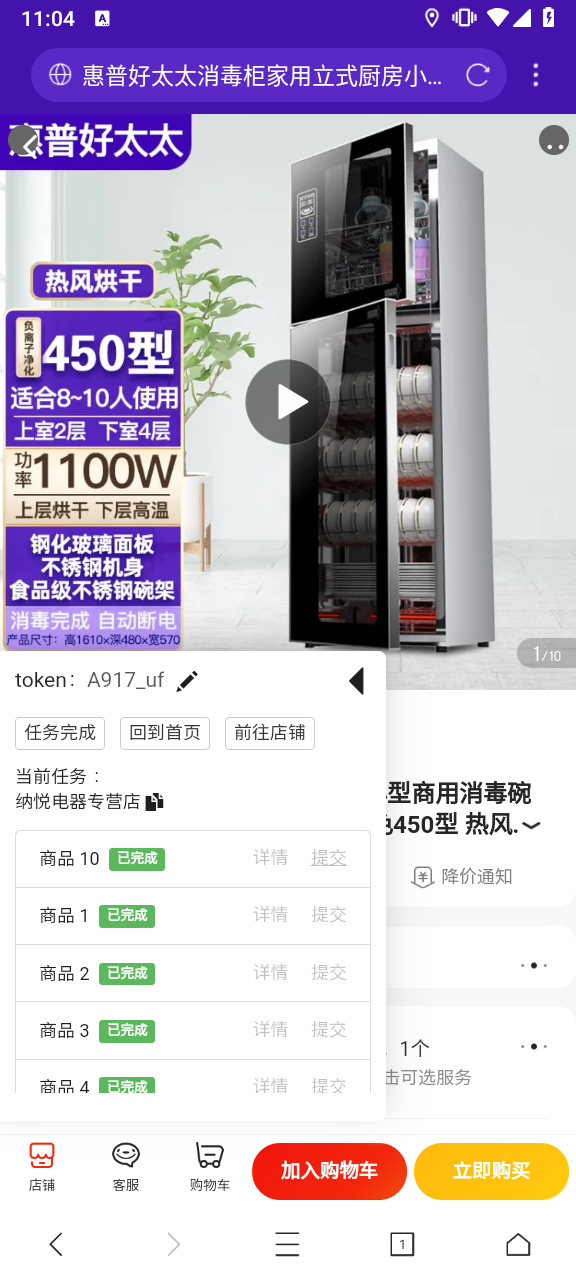 11:04
A
惠普好太太消毒柜家用立式厨房小...
惠普好太太
热风烘干
负离子净化
450型
适合8~10人使用
上室2层 下室4层
功率
1100W
上层烘干 下层高温
钢化玻璃面板
不锈钢机身
食品级不锈钢碗架
消毒完成 自动断电
产品尺寸：高1610×深480×宽570
1/10
token： A917_uf
任务完成 回到首页 前往店铺
当前任务：
纳悦电器专营店
商品 10 已完成 详情 提交
商品 1 已完成 详情 提交
商品 2 已完成 详情 提交
商品 3 已完成 详情 提交
商品 4 已完成 详情 提交
型商用消毒碗
450型 热风.
降价通知
1个
击可选服务
店铺
客服
购物车
加入购物车
立即购买
1